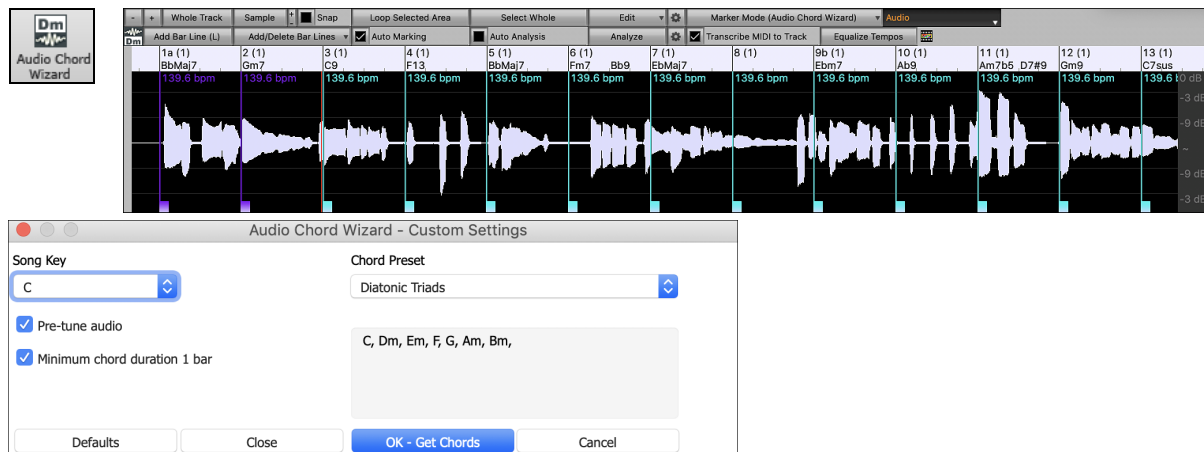 Dm
Audio Chord
Wizard
- + Whole Track Sample + - Snap Loop Selected Area Select Whole Edit Marker Mode (Audio Chord Wizard) Audio
Dm Add Bar Line (L) Add/Delete Bar Lines Auto Marking Auto Analysis Analyze Transcribe MIDI to Track Equalize Tempos
1a (1) 2 (1) 3 (1) 4 (1) 5 (1) 6 (1) 7 (1) 8 (1) 9b (1) 10 (1) 11 (1) 12 (1) 13 (1)
BbMaj7 Gm7 C9 F13 BbMaj7 Fm7 Bb9 EbMaj7 Ebm7 Ab9 Am7b5 D7#9 Gm9 C7sus
139.6 bpm 139.6 bpm 139.6 bpm 139.6 bpm 139.6 bpm 139.6 bpm 139.6 bpm 139.6 bpm 139.6 bpm 139.6 bpm 139.6 bpm 139.6 bpm 139.6 0 dB
-3 dB
-9 dB
~
-9 dB
-3 dB
Audio Chord Wizard - Custom Settings
Song Key Chord Preset
C Diatonic Triads
Pre-tune audio
Minimum chord duration 1 bar
C, Dm, Em, F, G, Am, Bm,
Defaults Close OK - Get Chords Cancel